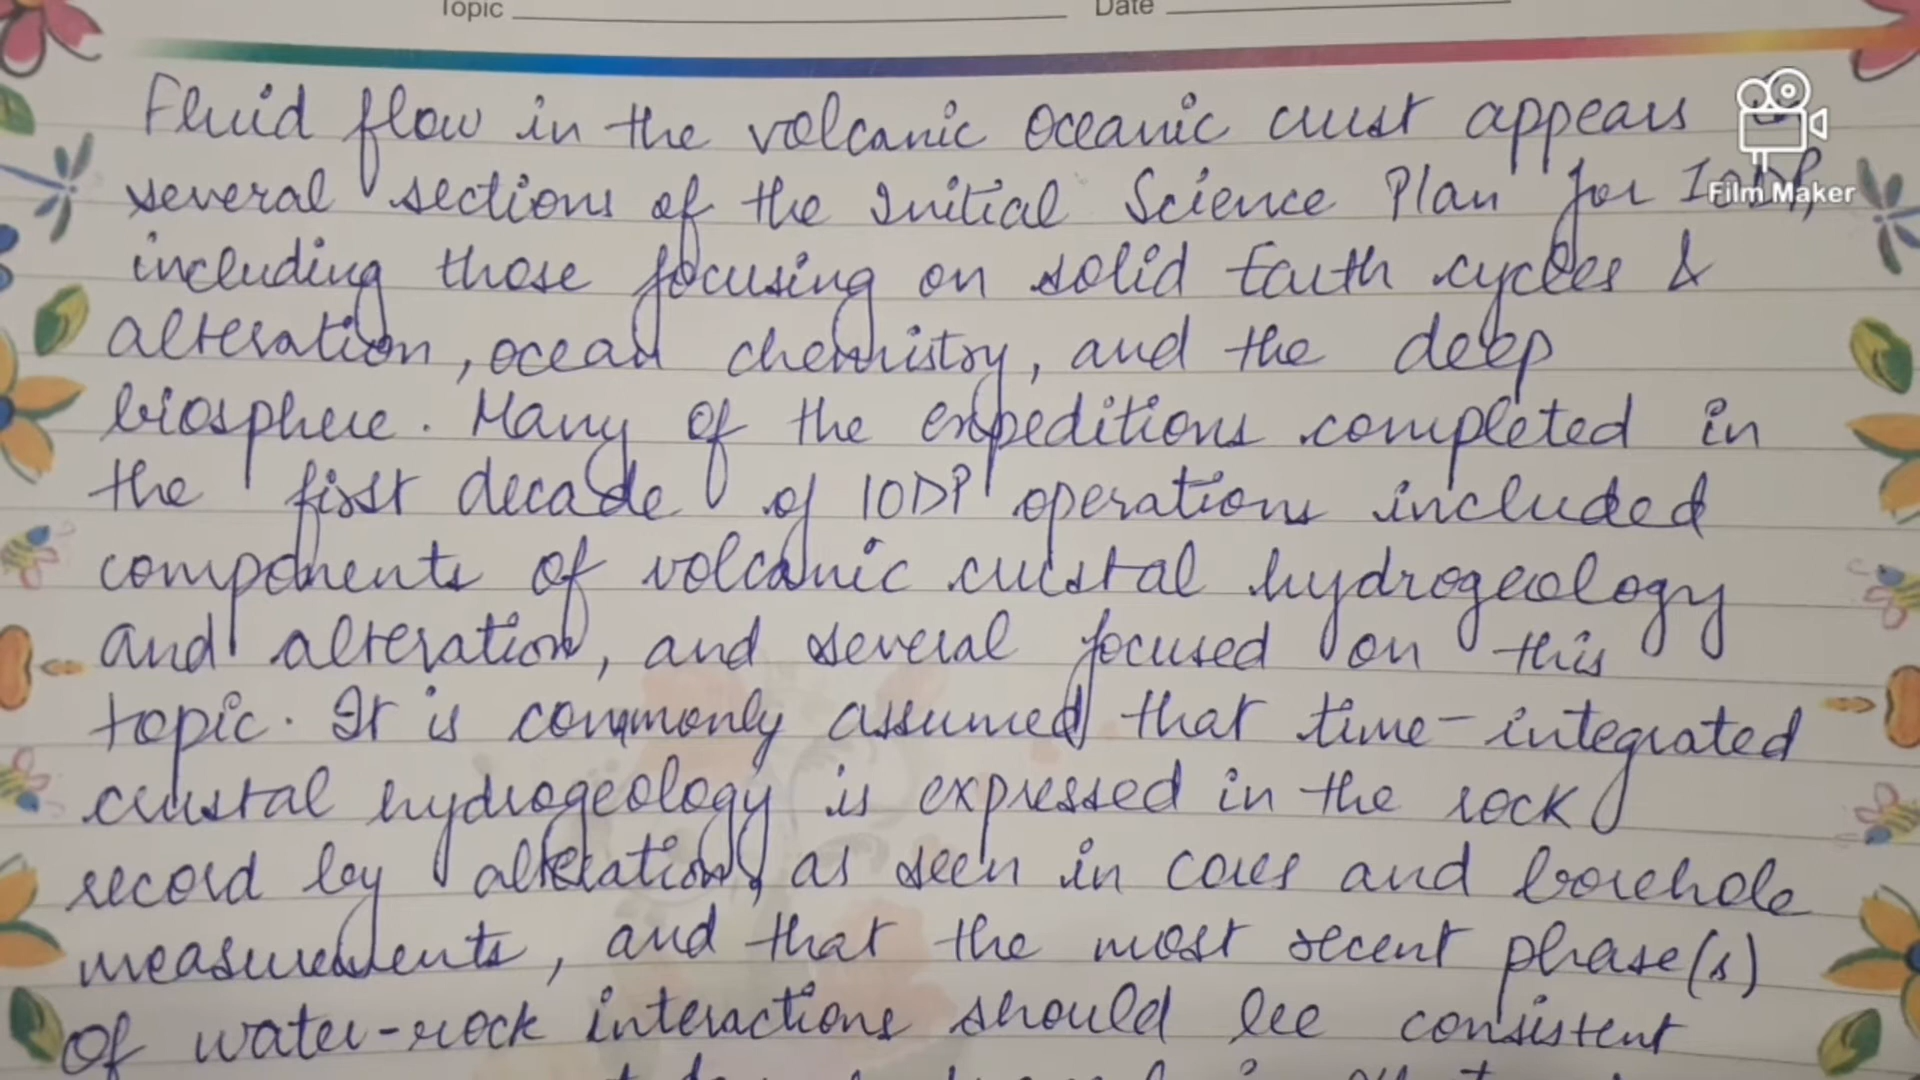 Topic Date
Fluid flow in the volcanic oceanic crust appears
several sections of the Initial Science Plan for IODP,
including those focusing on solid Earth cycles &
alteration, ocean chemistry, and the deep
biosphere. Many of the expeditions completed in
the first decade of IODP operations included
components of volcanic crustal hydrogeology
and alteration, and several focused on this
topic. It is commonly assumed that time-integrated
crustal hydrogeology is expressed in the rock
record by alteration, as seen in cores and borehole
measurements, and that the most recent phase(s)
of water-rock interactions should be consistent
Film Maker